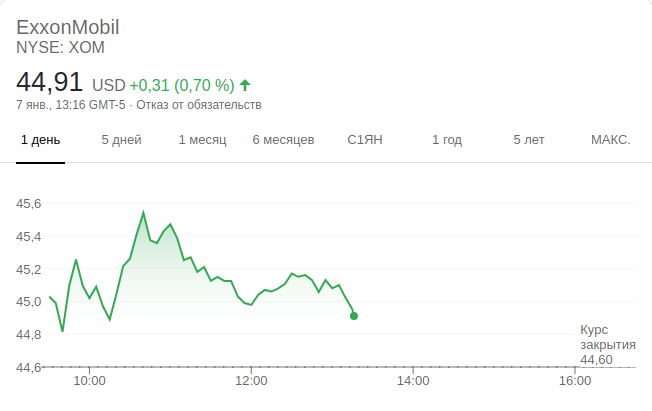 ExxonMobil
NYSE: XOM
44,91 USD +0,31 (0,70 %)
7 янв., 13:16 GMT-5 · Отказ от обязательств
1 день 5 дней 1 месяц 6 месяцев С1ЯН 1 год 5 лет МАКС.
45,6
45,4
45,2
45,0
44,8
44,6
Курс
закрытия
44,60
10:00 12:00 14:00 16:00